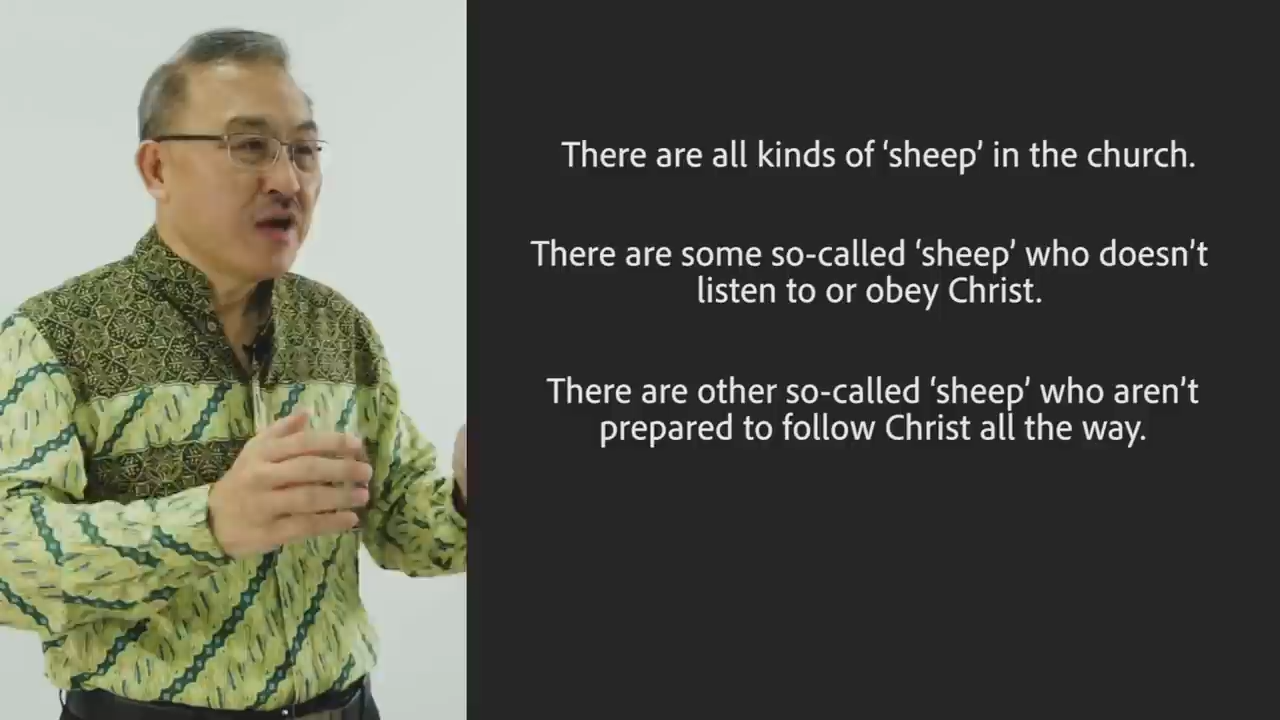 There are all kinds of ‘sheep’ in the church.
There are some so-called ‘sheep’ who doesn’t
listen to or obey Christ.
There are other so-called ‘sheep’ who aren’t
prepared to follow Christ all the way.